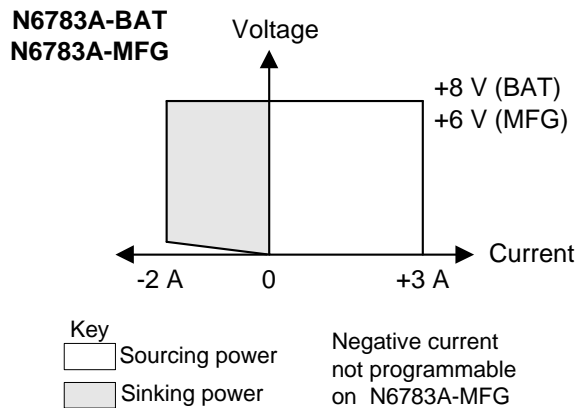 N6783A-BAT
N6783A-MFG
Voltage
+8 V (BAT)
+6 V (MFG)
Current
-2 A
0
+3 A
Key
Sourcing power
Sinking power
Negative current
not programmable
on N6783A-MFG